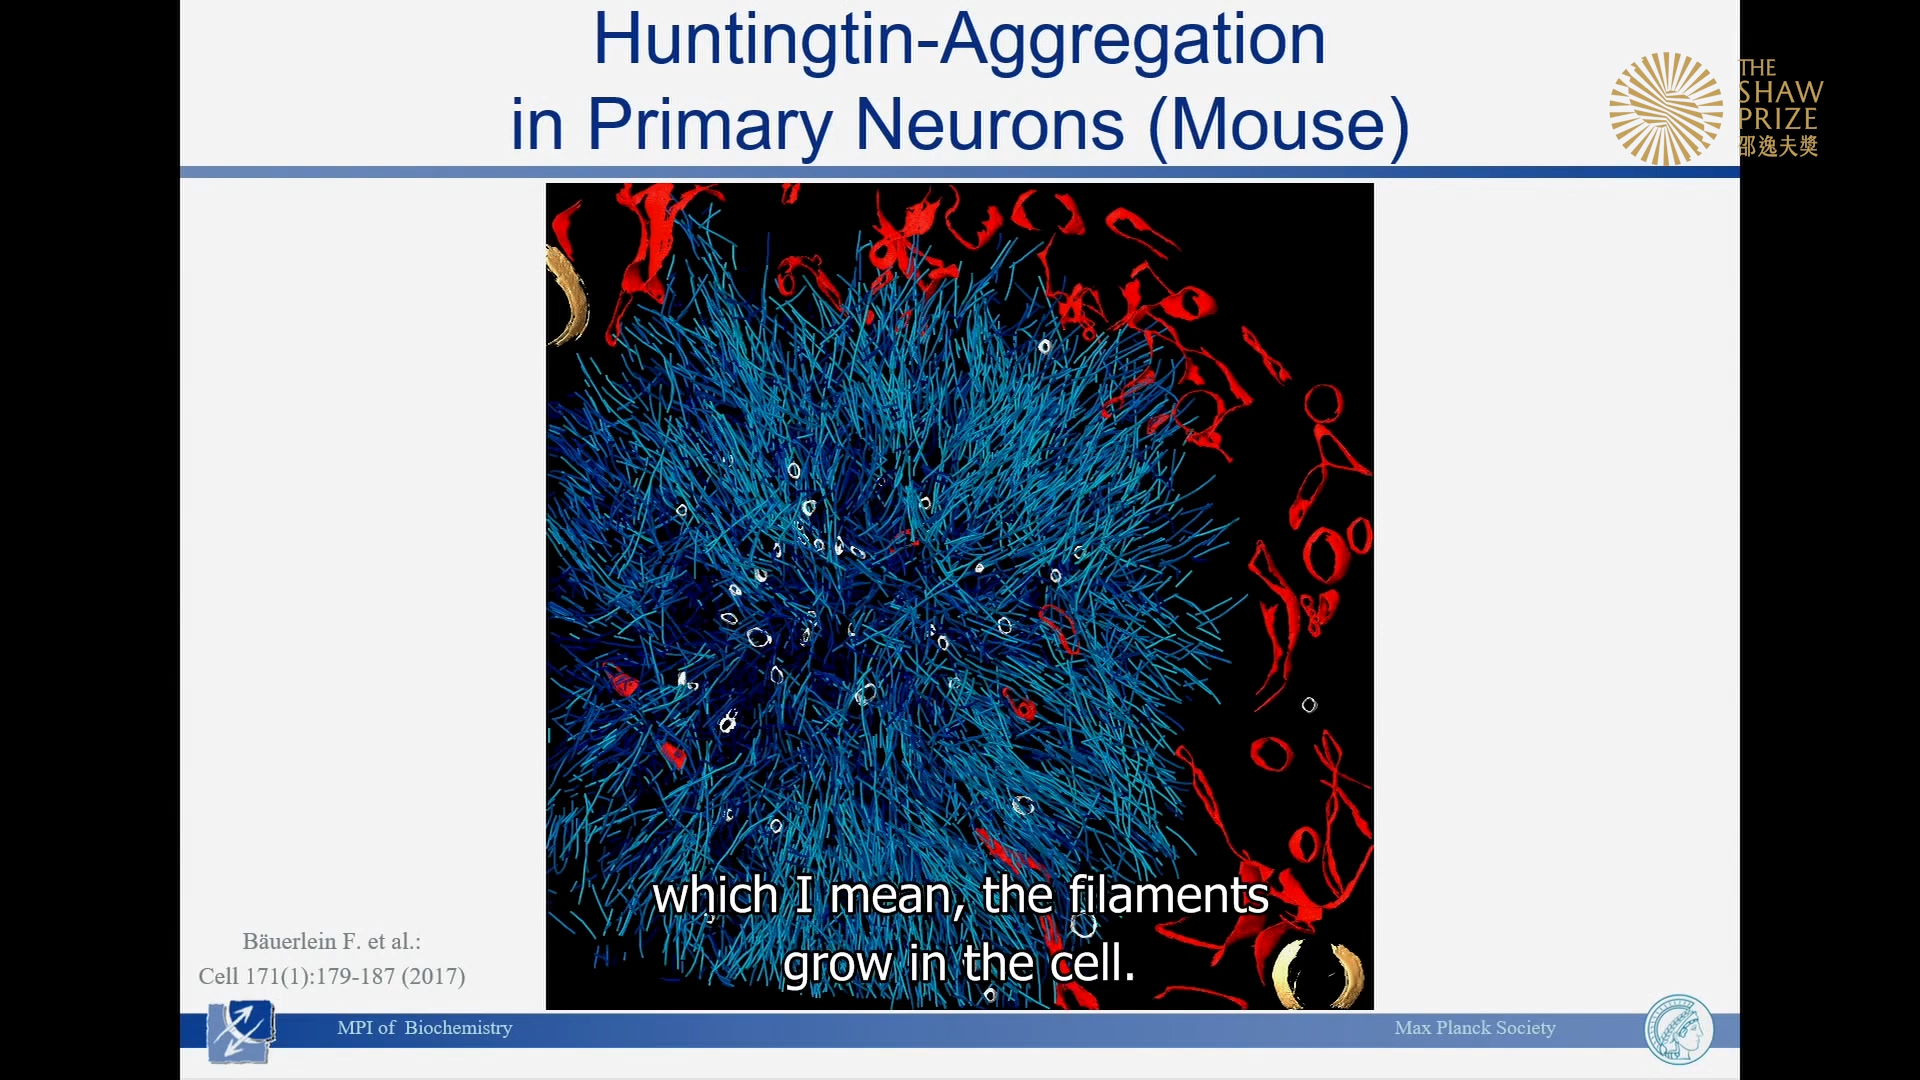 Huntingtin-Aggregation
in Primary Neurons (Mouse)
THE
SHAW
PRIZE
邵逸夫獎
which I mean, the filaments
grow in the cell.
Bäuerlein F. et al.:
Cell 171(1):179-187 (2017)
MPI of Biochemistry
Max Planck Society